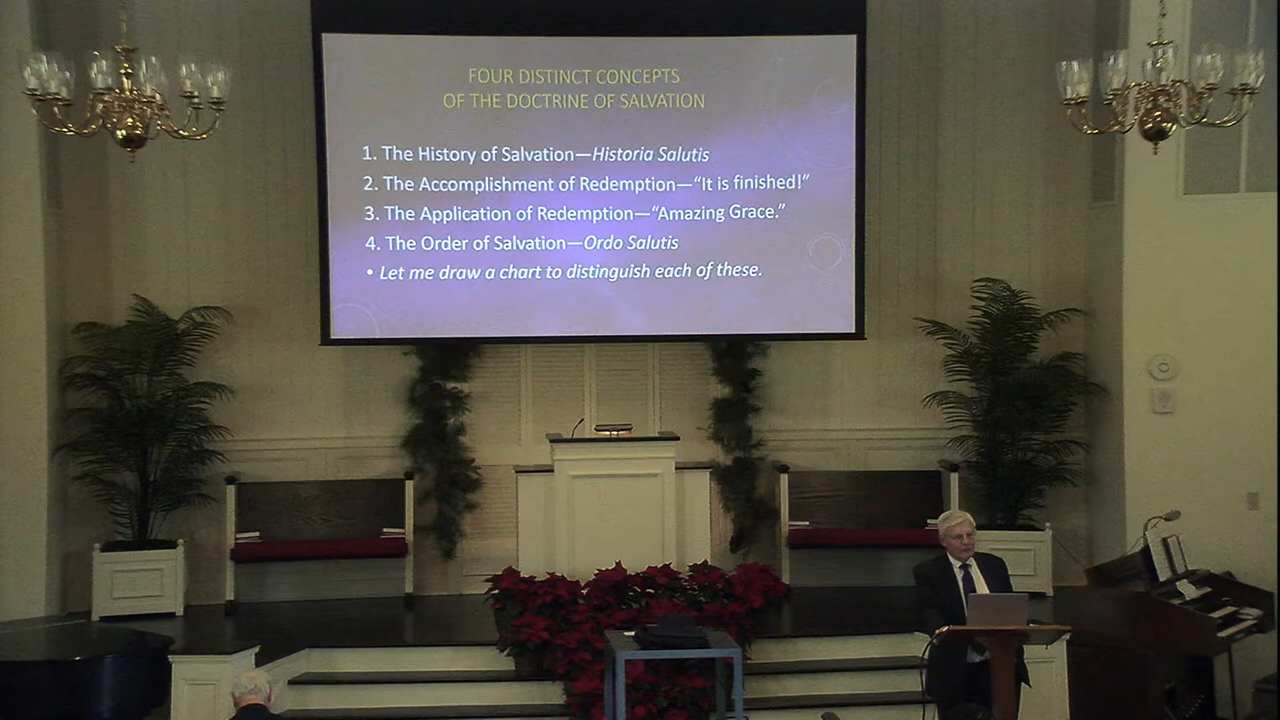 FOUR DISTINCT CONCEPTS
OF THE DOCTRINE OF SALVATION
1. The History of Salvation—Historia Salutis
2. The Accomplishment of Redemption—“It is finished!”
3. The Application of Redemption—“Amazing Grace.”
4. The Order of Salvation—Ordo Salutis
• Let me draw a chart to distinguish each of these.